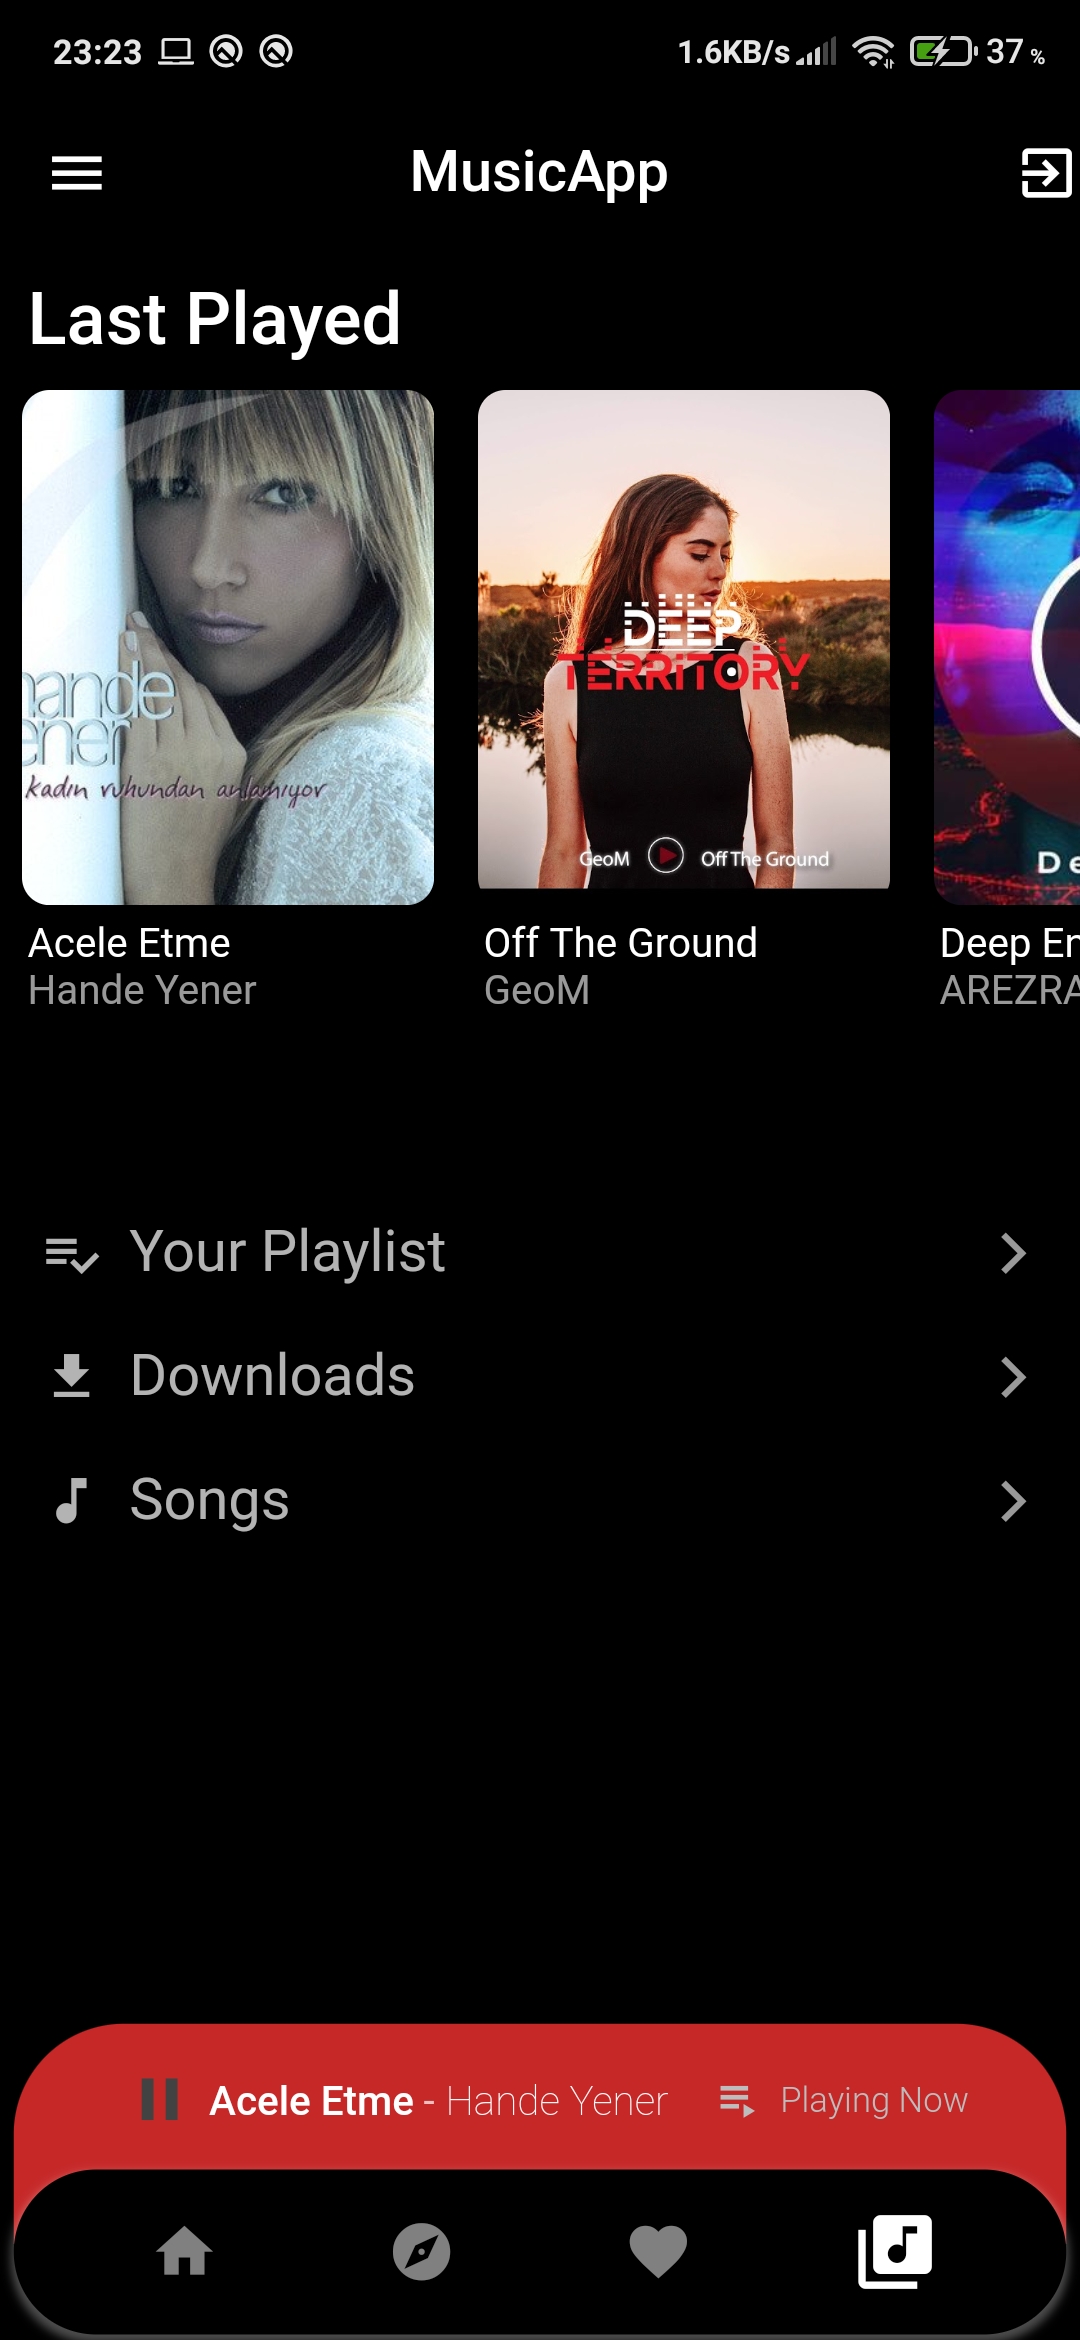 23:23 1.6KB/s 37 %
MusicApp
Last Played
hande
yener
kadın ruhundan anlamıyor
DEEP
TERRiTORY
GeoM Off The Ground
De
Acele Etme
Hande Yener
Off The Ground
GeoM
Deep En
AREZRA
Your Playlist
Downloads
Songs
Acele Etme - Hande Yener Playing Now